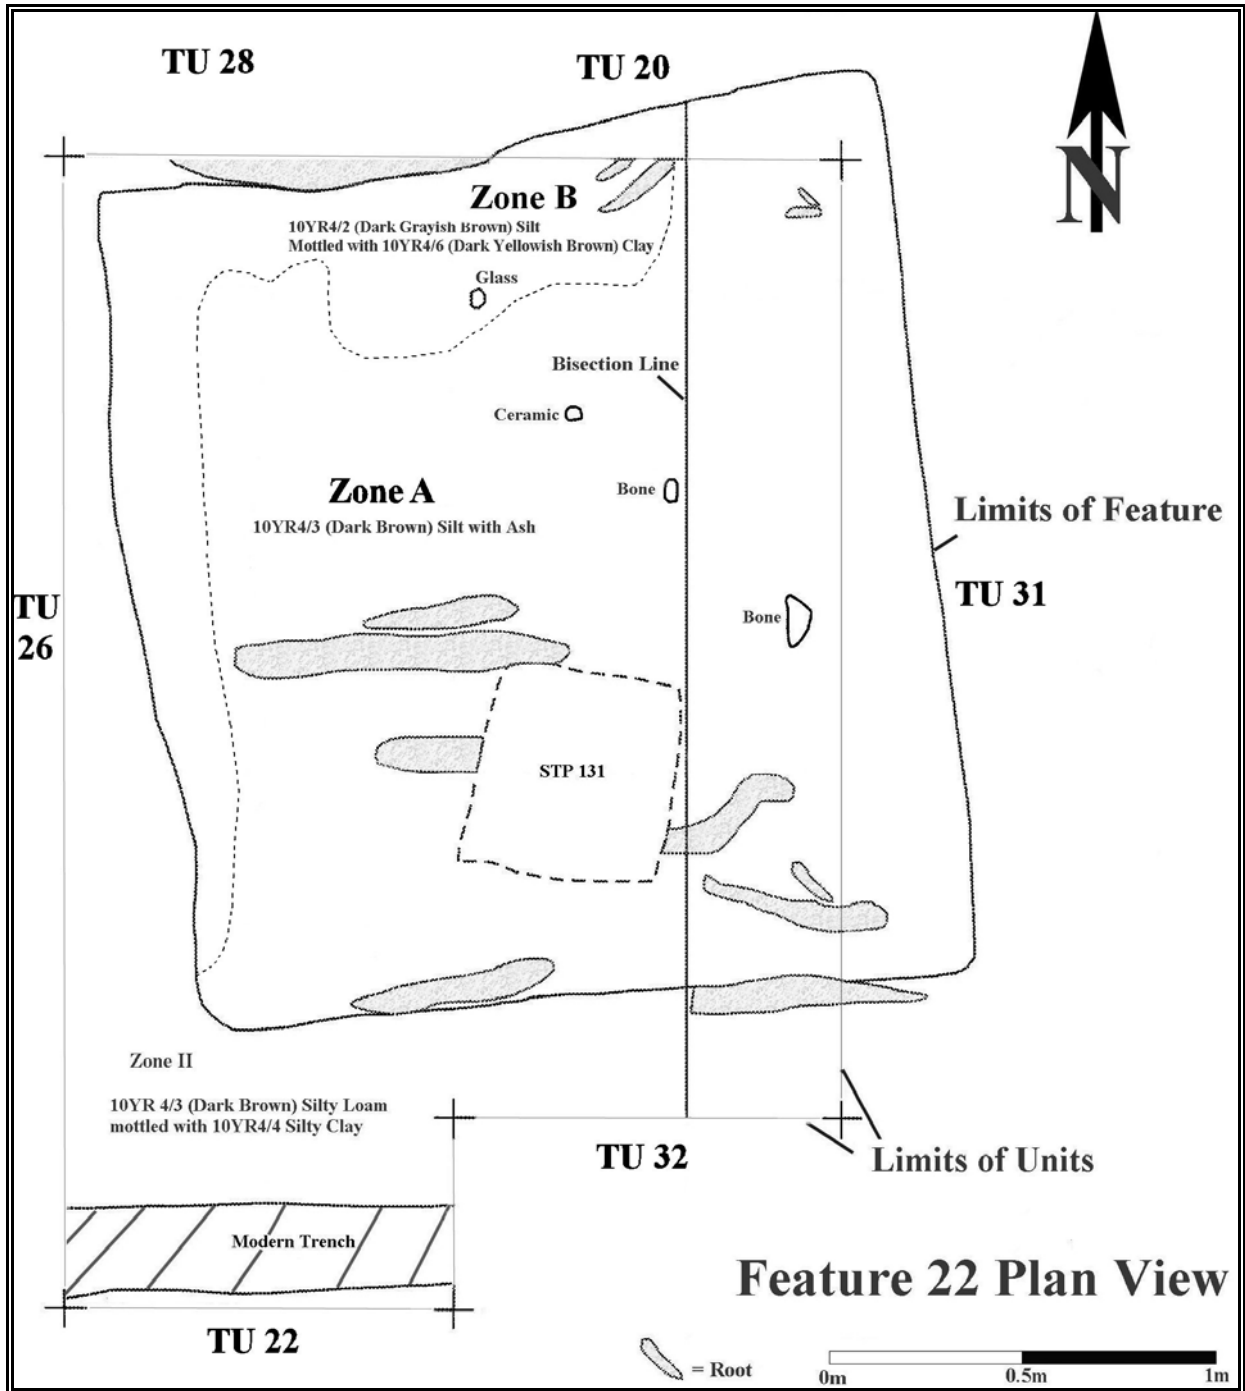 TU 28
TU 20
N
Zone B
10YR4/2 (Dark Grayish Brown) Silt
Mottled with 10YR4/6 (Dark Yellowish Brown) Clay
Glass
Bisection Line
Ceramic
Bone
Zone A
10YR4/3 (Dark Brown) Silt with Ash
Limits of Feature
TU 31
TU
26
Bone
STP 131
Zone II
10YR 4/3 (Dark Brown) Silty Loam
mottled with 10YR4/4 Silty Clay
TU 32
Limits of Units
Modern Trench
Feature 22 Plan View
TU 22
= Root
0m
0.5m
1m